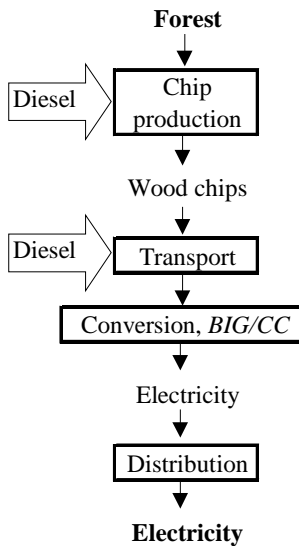 Forest
Diesel
Chip
production
Wood chips
Diesel
Transport
Conversion, BIG/CC
Electricity
Distribution
Electricity